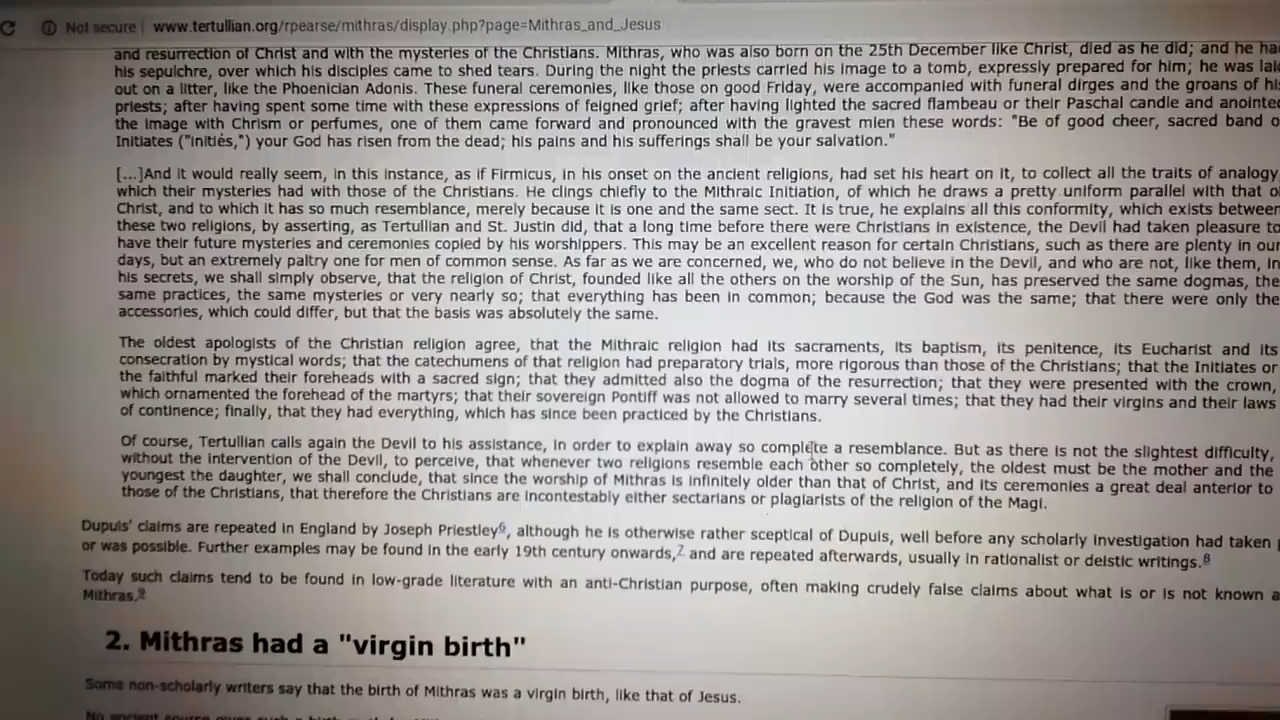 Not secure | www.tertullian.org/rpearse/mithras/display.php?page=Mithras_and_Jesus
and resurrection of Christ and with the mysteries of the Christians. Mithras, who was also born on the 25th December like Christ, died as he did; and he had
his sepulchre, over which his disciples came to shed tears. During the night the priests carried his image to a tomb, expressly prepared for him; he was laid
out on a litter, like the Phoenician Adonis. These funeral ceremonies, like those on good Friday, were accompanied with funeral dirges and the groans of his
priests; after having spent some time with these expressions of feigned grief; after having lighted the sacred flambeau or their Paschal candle and anointed
the image with Chrism or perfumes, one of them came forward and pronounced with the gravest mien these words: "Be of good cheer, sacred band o
Initiates ("initiès,") your God has risen from the dead; his pains and his sufferings shall be your salvation."
[...]And it would really seem, in this instance, as if Firmicus, in his onset on the ancient religions, had set his heart on it, to collect all the traits of analogy,
which their mysteries had with those of the Christians. He clings chiefly to the Mithraic Initiation, of which he draws a pretty uniform parallel with that o
Christ, and to which it has so much resemblance, merely because it is one and the same sect. It is true, he explains all this conformity, which exists between
these two religions, by asserting, as Tertullian and St. Justin did, that a long time before there were Christians in existence, the Devil had taken pleasure to
have their future mysteries and ceremonies copied by his worshippers. This may be an excellent reason for certain Christians, such as there are plenty in our
days, but an extremely paltry one for men of common sense. As far as we are concerned, we, who do not believe in the Devil, and who are not, like them, in
his secrets, we shall simply observe, that the religion of Christ, founded like all the others on the worship of the Sun, has preserved the same dogmas, the
same practices, the same mysteries or very nearly so; that everything has been in common; because the God was the same; that there were only the
accessories, which could differ, but that the basis was absolutely the same.
The oldest apologists of the Christian religion agree, that the Mithraic religion had its sacraments, its baptism, its penitence, its Eucharist and its
consecration by mystical words; that the catechumens of that religion had preparatory trials, more rigorous than those of the Christians; that the Initiates or
the faithful marked their foreheads with a sacred sign; that they admitted also the dogma of the resurrection; that they were presented with the crown,
which ornamented the forehead of the martyrs; that their sovereign Pontiff was not allowed to marry several times; that they had their virgins and their laws
of continence; finally, that they had everything, which has since been practiced by the Christians.
Of course, Tertullian calls again the Devil to his assistance, in order to explain away so complete a resemblance. But as there is not the slightest difficulty,
without the intervention of the Devil, to perceive, that whenever two religions resemble each other so completely, the oldest must be the mother and the
youngest the daughter, we shall conclude, that since the worship of Mithras is infinitely older than that of Christ, and its ceremonies a great deal anterior to
those of the Christians, that therefore the Christians are incontestably either sectarians or plagiarists of the religion of the Magi.
Dupuis' claims are repeated in England by Joseph Priestley6, although he is otherwise rather sceptical of Dupuis, well before any scholarly investigation had taken
or was possible. Further examples may be found in the early 19th century onwards,7 and are repeated afterwards, usually in rationalist or deistic writings.8
Today such claims tend to be found in low-grade literature with an anti-Christian purpose, often making crudely false claims about what is or is not known a
Mithras.9
2. Mithras had a "virgin birth"
Some non-scholarly writers say that the birth of Mithras was a virgin birth, like that of Jesus.
No ancient source gives such a birth